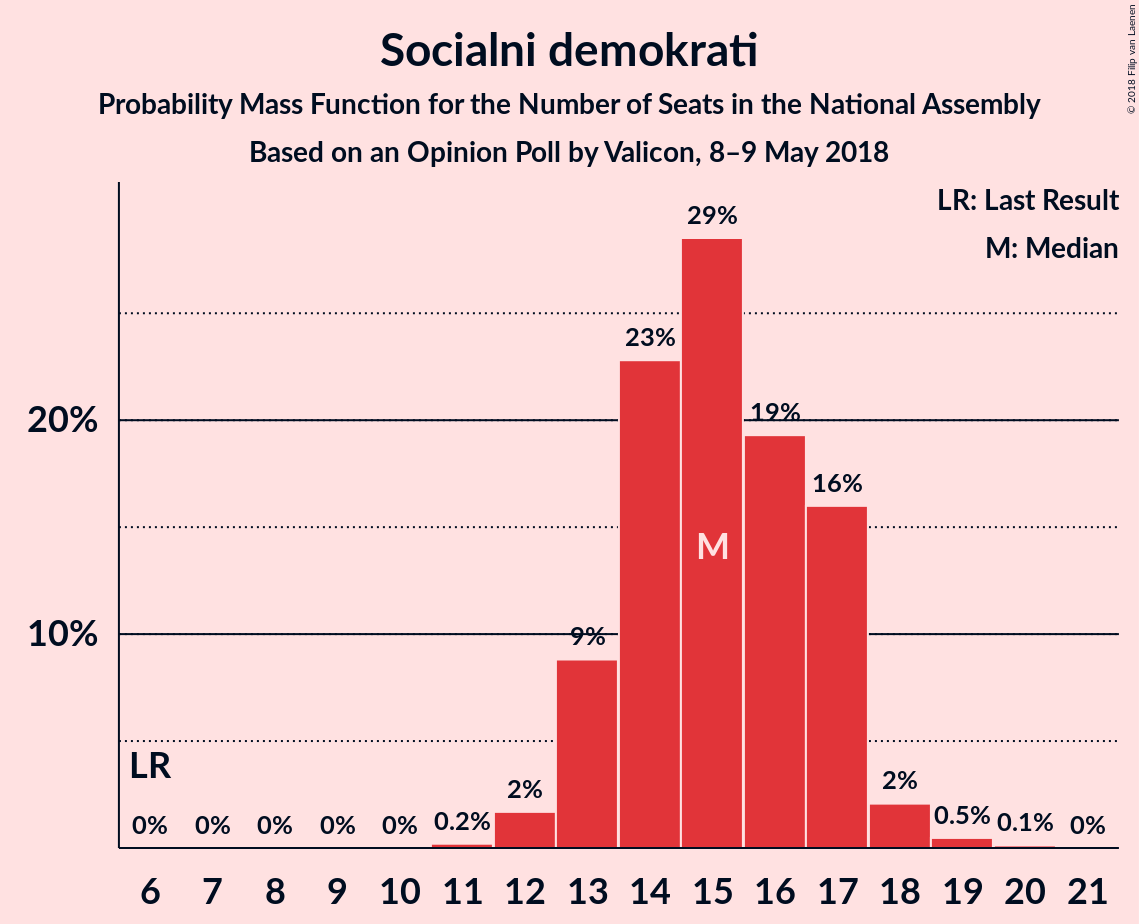 Socialni demokrati
Probability Mass Function for the Number of Seats in the National Assembly
Based on an Opinion Poll by Valicon, 8–9 May 2018
© 2018 Filip van Laenen
LR: Last Result
M: Median
29%
23%
20%
19%
16%
M
10%
9%
LR
2%
2%
0% 0% 0% 0% 0% 0.2% 0.5% 0.1% 0%
6 7 8 9 10 11 12 13 14 15 16 17 18 19 20 21